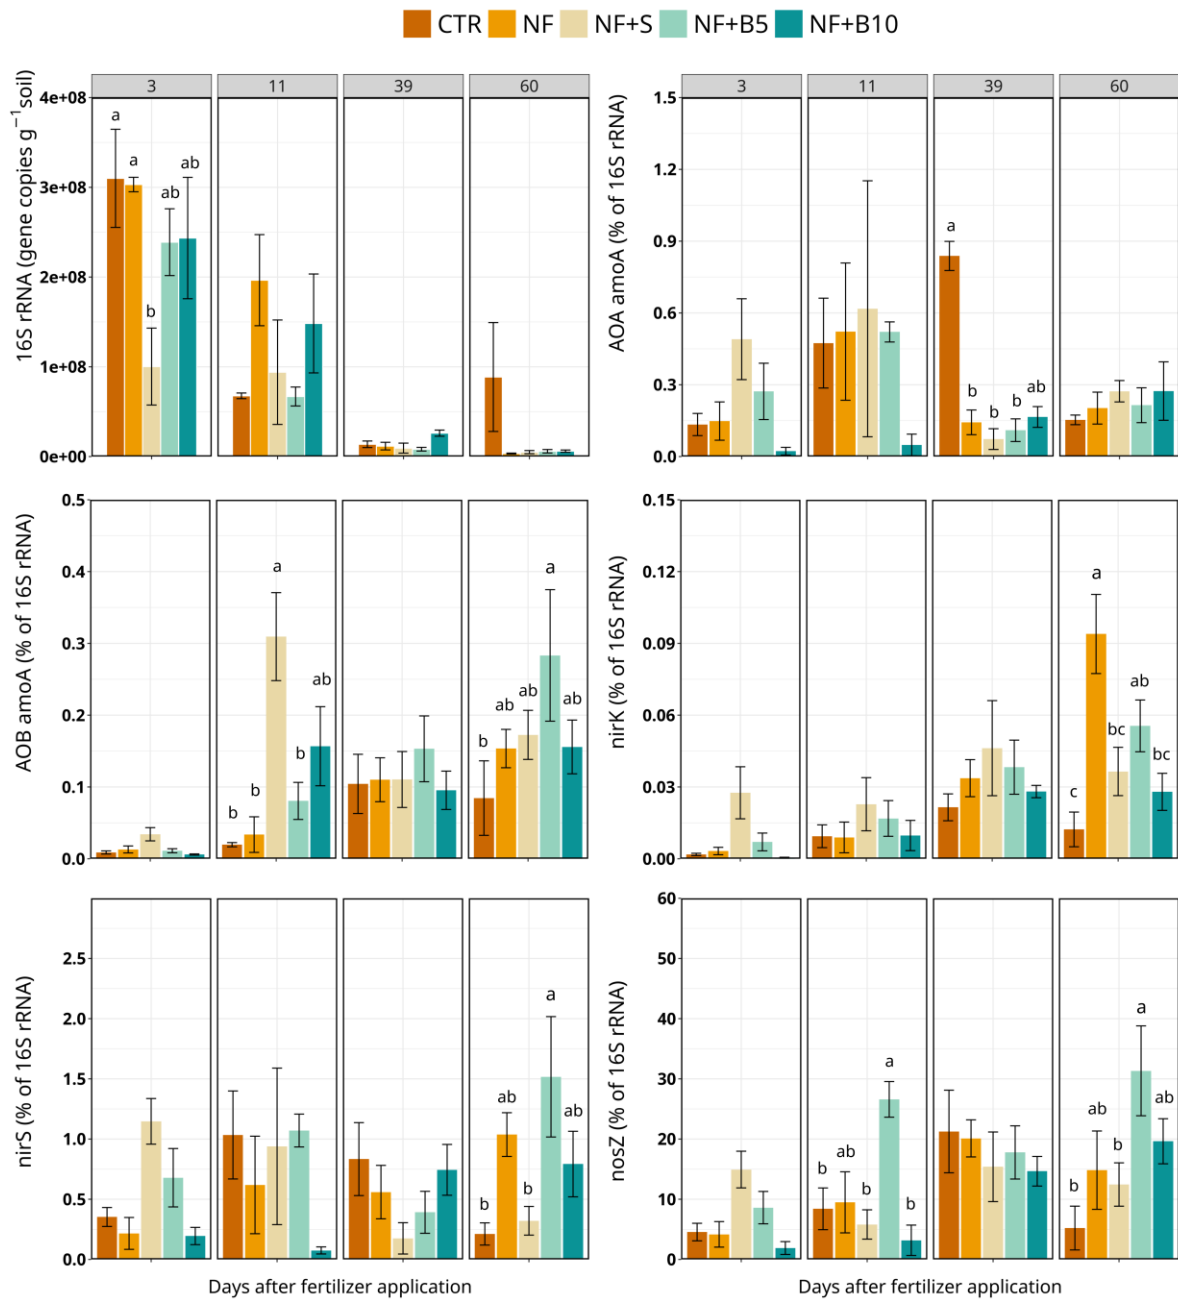 CTR NF NF+S NF+B5 NF+B10
3 11 39 60
16S rRNA (gene copies g⁻¹soil)
4e+08
3e+08
2e+08
1e+08
0e+00
a a b ab ab
3 11 39 60
AOA amoA (% of 16S rRNA)
1.5
1.2
0.9
0.6
0.3
0.0
a b b b ab
AOB amoA (% of 16S rRNA)
0.5
0.4
0.3
0.2
0.1
0.0
b b a b ab
b ab ab a ab
nirK (% of 16S rRNA)
0.15
0.12
0.09
0.06
0.03
0.00
c a bc ab bc
nirS (% of 16S rRNA)
2.5
2.0
1.5
1.0
0.5
0.0
b ab b a ab
Days after fertilizer application
nosZ (% of 16S rRNA)
60
50
40
30
20
10
0
b ab b a b
b ab b a ab
Days after fertilizer application